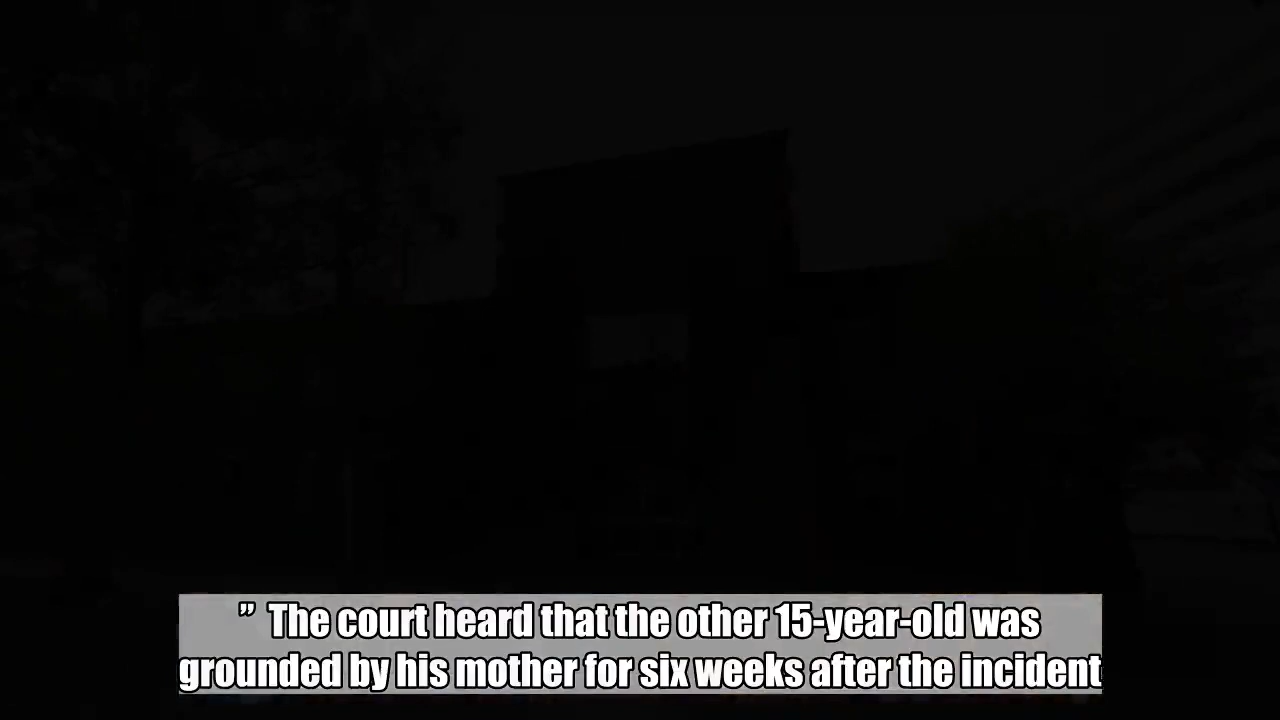 ” The court heard that the other 15-year-old was
grounded by his mother for six weeks after the incident